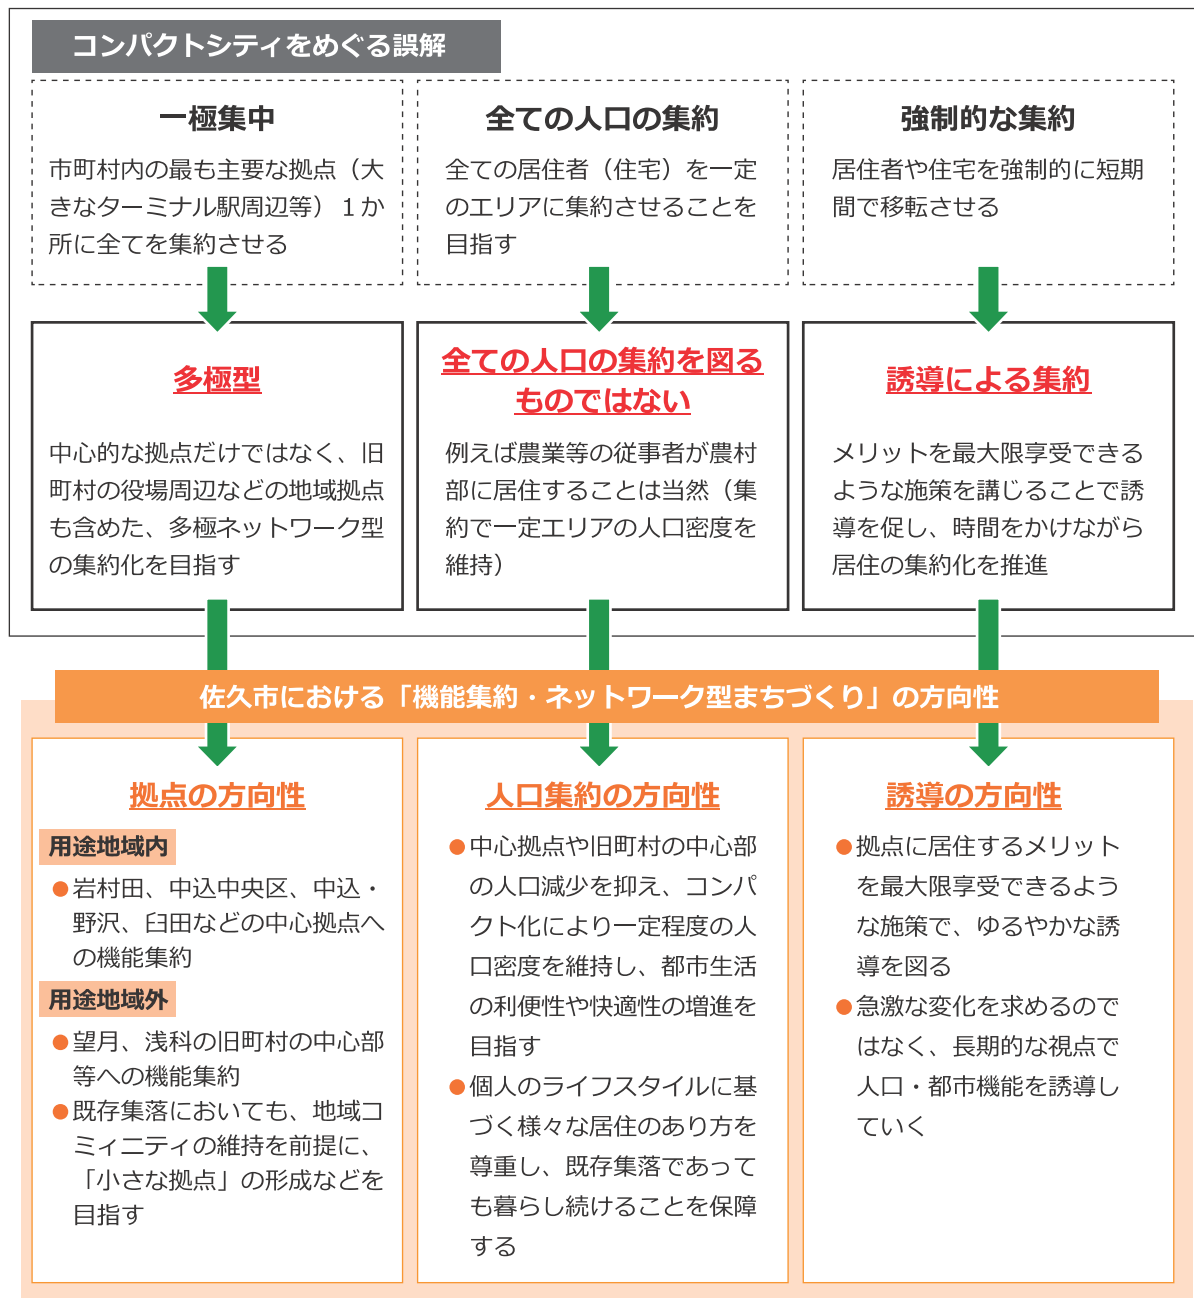 コンパクトシティをめぐる誤解
一極集中
市町村内の最も主要な拠点（大
きなターミナル駅周辺等）１か
所に全てを集約させる
全ての人口の集約
全ての居住者（住宅）を一定
のエリアに集約させることを
目指す
強制的な集約
居住者や住宅を強制的に短期
間で移転させる
多極型
中心的な拠点だけではなく、旧
町村の役場周辺などの地域拠点
も含めた、多極ネットワーク型
の集約化を目指す
全ての人口の集約を図る
ものではない
例えば農業等の従事者が農村
部に居住することは当然（集
約で一定エリアの人口密度を
維持）
誘導による集約
メリットを最大限享受できる
ような施策を講じることで誘
導を促し、時間をかけながら
居住の集約化を推進
佐久市における「機能集約・ネットワーク型まちづくり」の方向性
拠点の方向性
用途地域内
●岩村田、中込中央区、中込・
野沢、臼田などの中心拠点へ
の機能集約
用途地域外
●望月、浅科の旧町村の中心部
等への機能集約
●既存集落においても、地域コ
ミィニティの維持を前提に、
「小さな拠点」の形成などを
目指す
人口集約の方向性
●中心拠点や旧町村の中心部
の人口減少を抑え、コンパ
クト化により一定程度の人
口密度を維持し、都市生活
の利便性や快適性の増進を
目指す
●個人のライフスタイルに基
づく様々な居住のあり方を
尊重し、既存集落であって
も暮らし続けることを保障
する
誘導の方向性
●拠点に居住するメリット
を最大限享受できるよう
な施策で、ゆるやかな誘
導を図る
●急激な変化を求めるので
はなく、長期的な視点で
人口・都市機能を誘導し
ていく